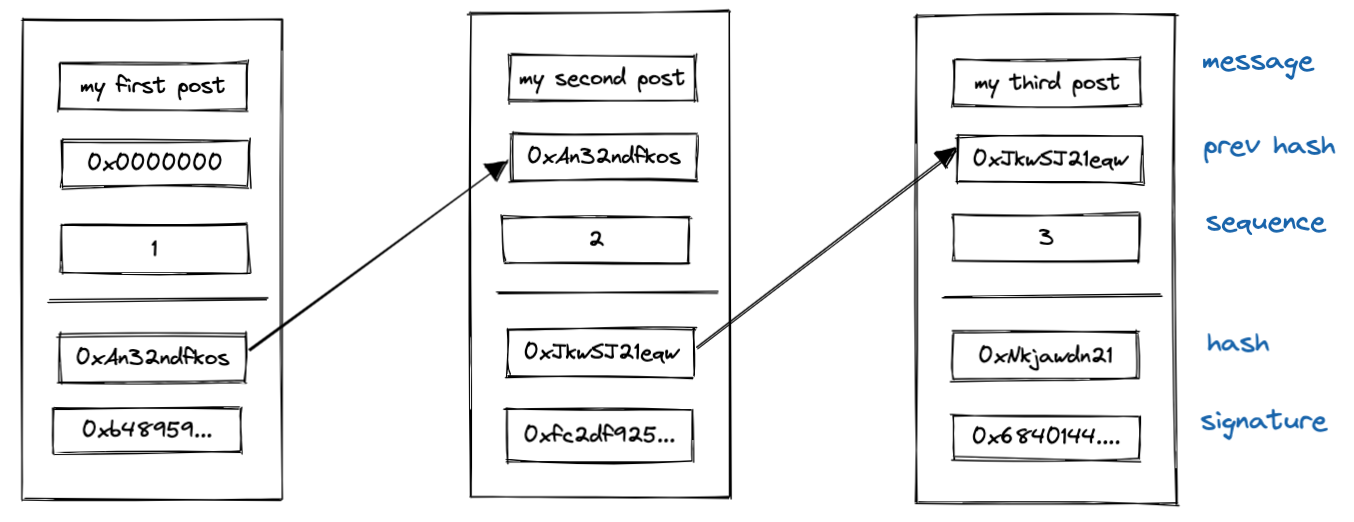 my first post
0x0000000
1
0xAn32ndfkos
0xb48959...
my second post
0xAn32ndfkos
2
0xJkwSJ21eqw
0xfc2df925...
my third post
0xJkwSJ21eqw
3
0xNkjawdn21
0x6840144....
message
prev hash
sequence
hash
signature